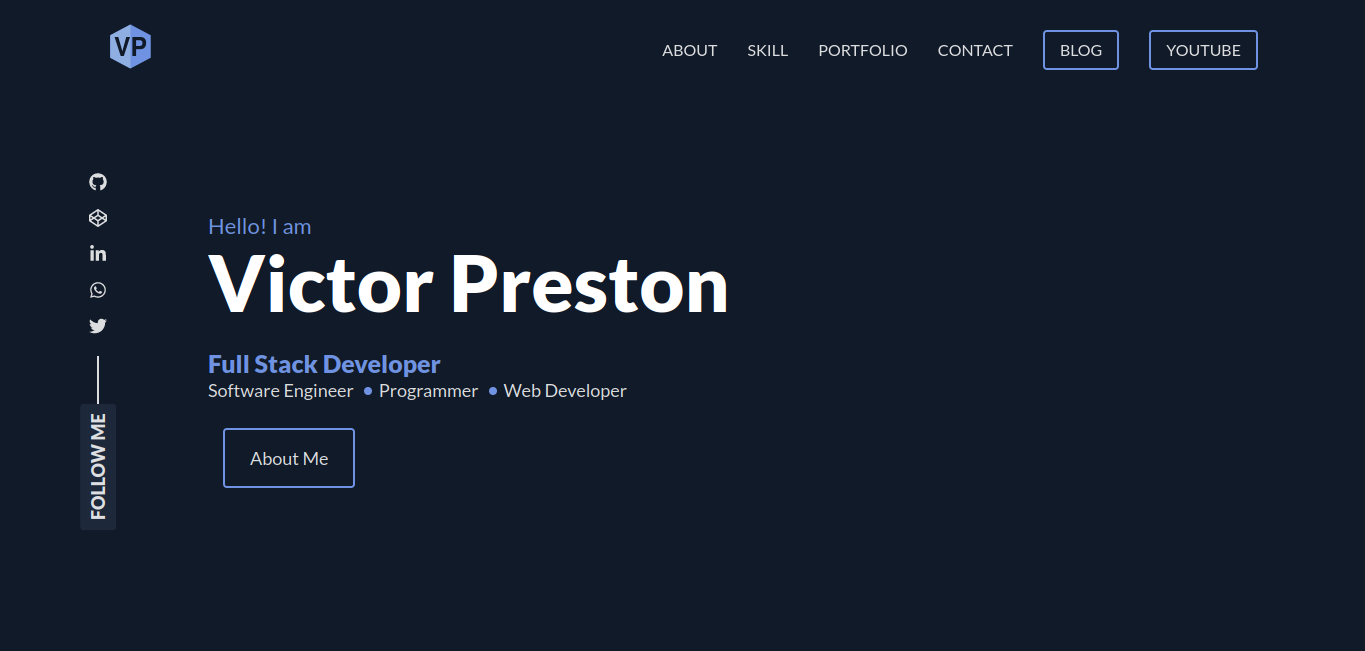 VP
ABOUT SKILL PORTFOLIO CONTACT BLOG YOUTUBE
Hello! I am
Victor Preston
Full Stack Developer
Software Engineer Programmer Web Developer
About Me
FOLLOW ME